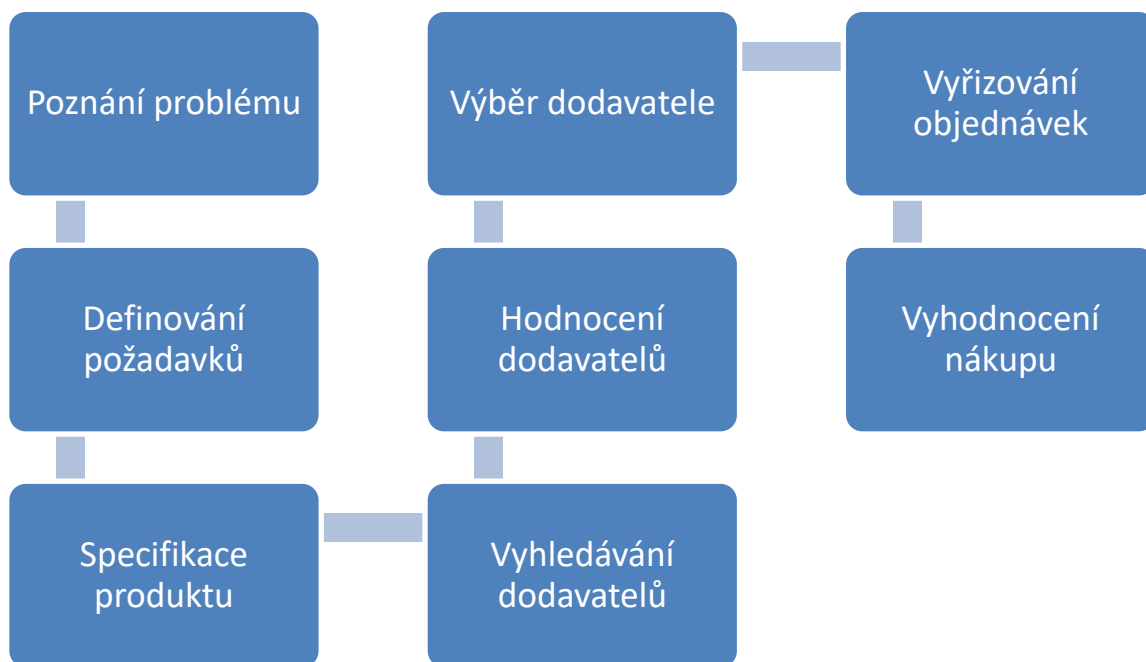 Poznání problému
Definování
požadavků
Specifikace
produktu
Vyhledávání
dodavatelů
Hodnocení
dodavatelů
Výběr dodavatele
Vyřizování
objednávek
Vyhodnocení
nákupu